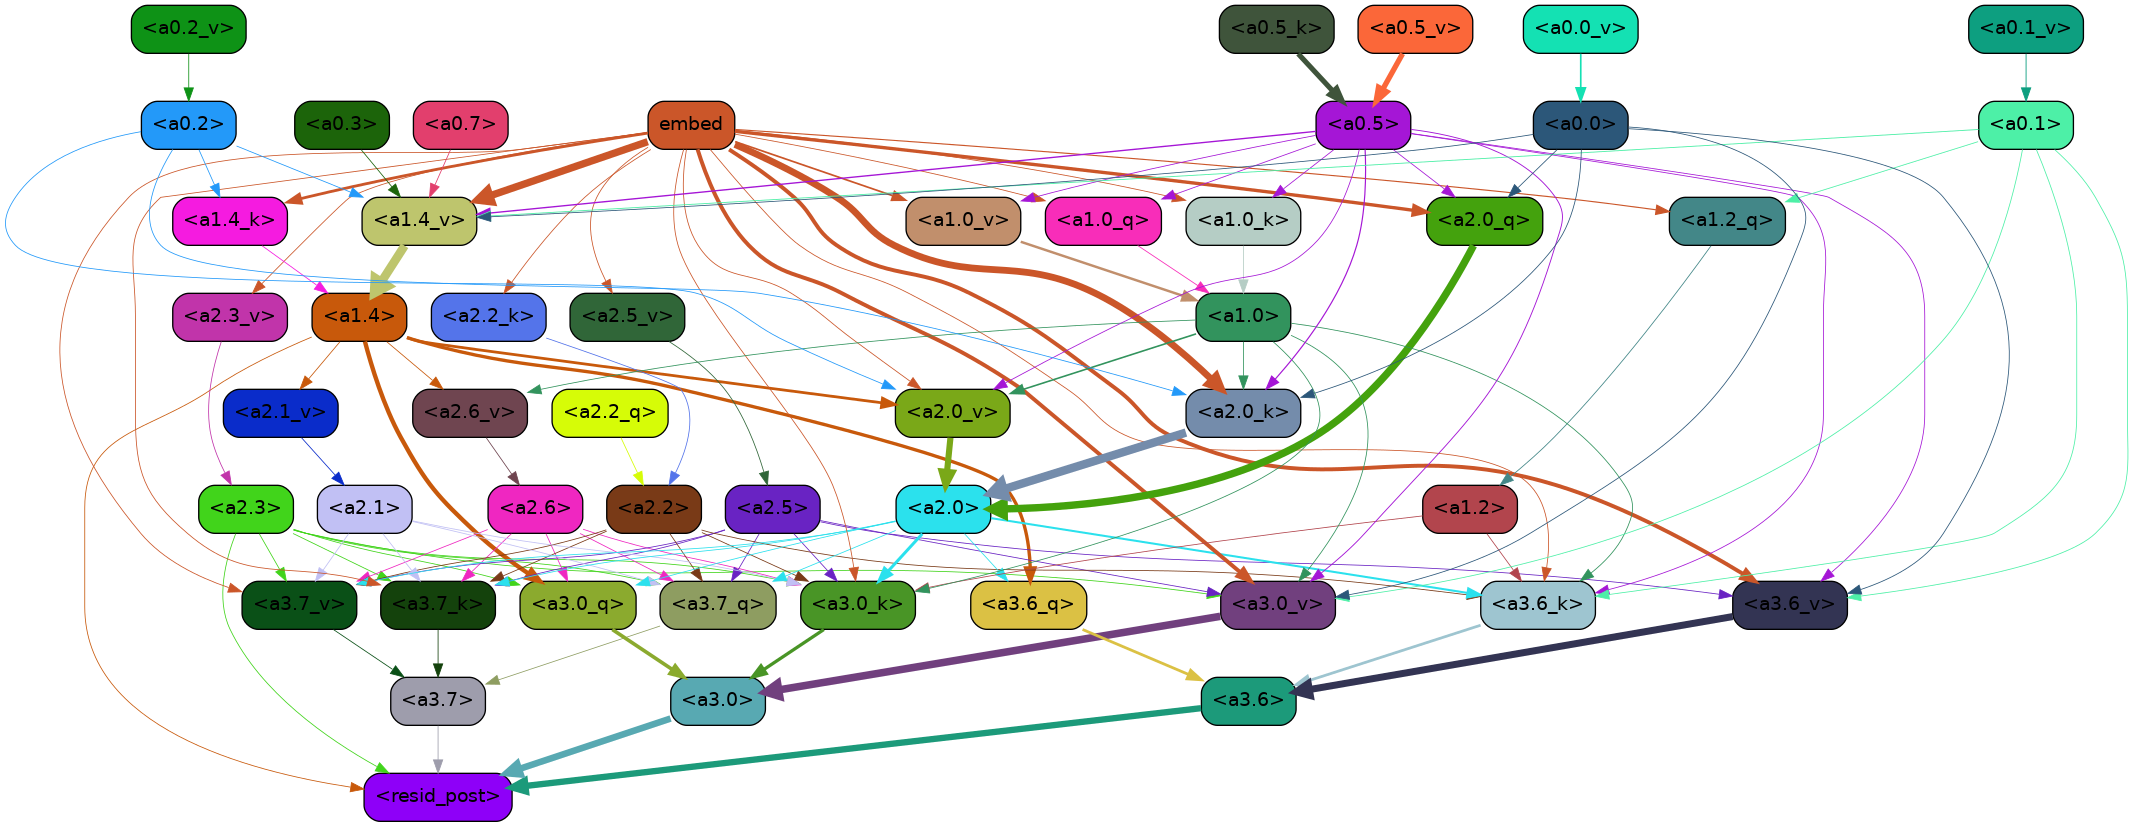 <a0.2_v> <a0.5_k> <a0.5_v> <a0.0_v> <a0.1_v>
<a0.2> <a0.3> <a0.7> embed <a0.5> <a0.0> <a0.1>
<a1.4_k> <a1.4_v> <a1.0_v> <a1.0_q> <a1.0_k> <a2.0_q> <a1.2_q>
<a2.3_v> <a1.4> <a2.2_k> <a2.5_v> <a1.0>
<a2.1_v> <a2.6_v> <a2.2_q> <a2.0_v> <a2.0_k>
<a2.3> <a2.1> <a2.6> <a2.2> <a2.5> <a2.0> <a1.2>
<a3.7_v> <a3.7_k> <a3.0_q> <a3.7_q> <a3.0_k> <a3.6_q> <a3.0_v> <a3.6_k> <a3.6_v>
<a3.7> <a3.0> <a3.6>
<resid_post>